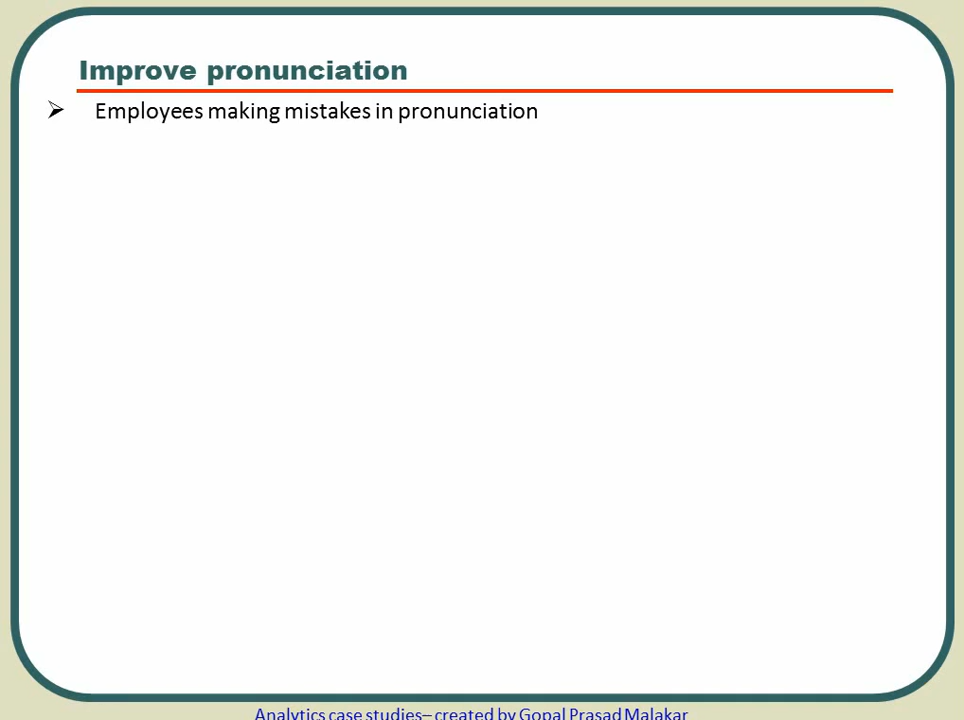 Improve pronunciation
Employees making mistakes in pronunciation
Analytics case studies– created by Gopal Prasad Malakar